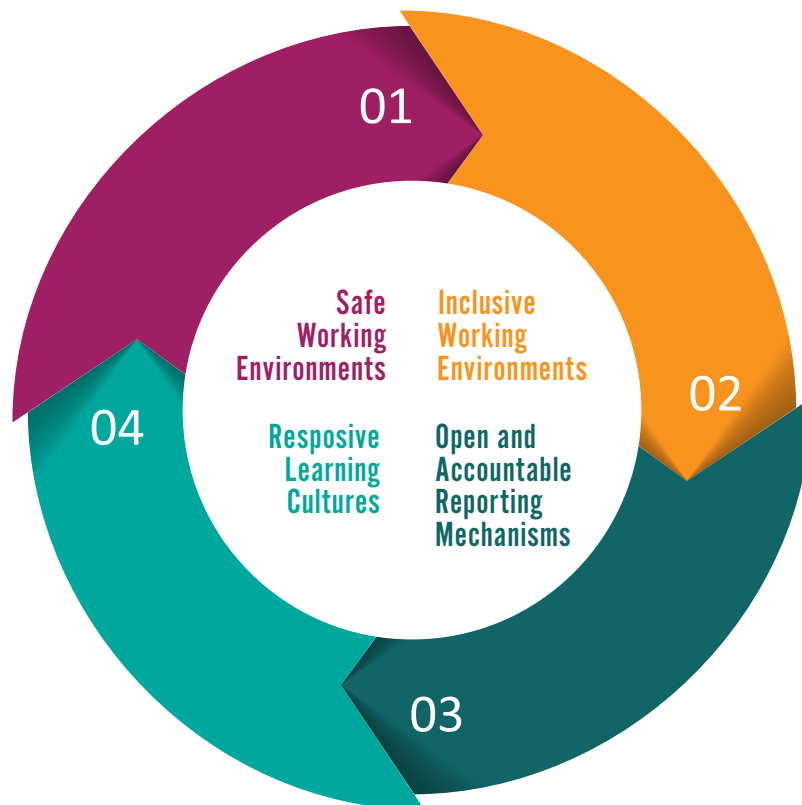 01
Safe
Working
Environments
Inclusive
Working
Environments
02
04
Resposive
Learning
Cultures
Open and
Accountable
Reporting
Mechanisms
03